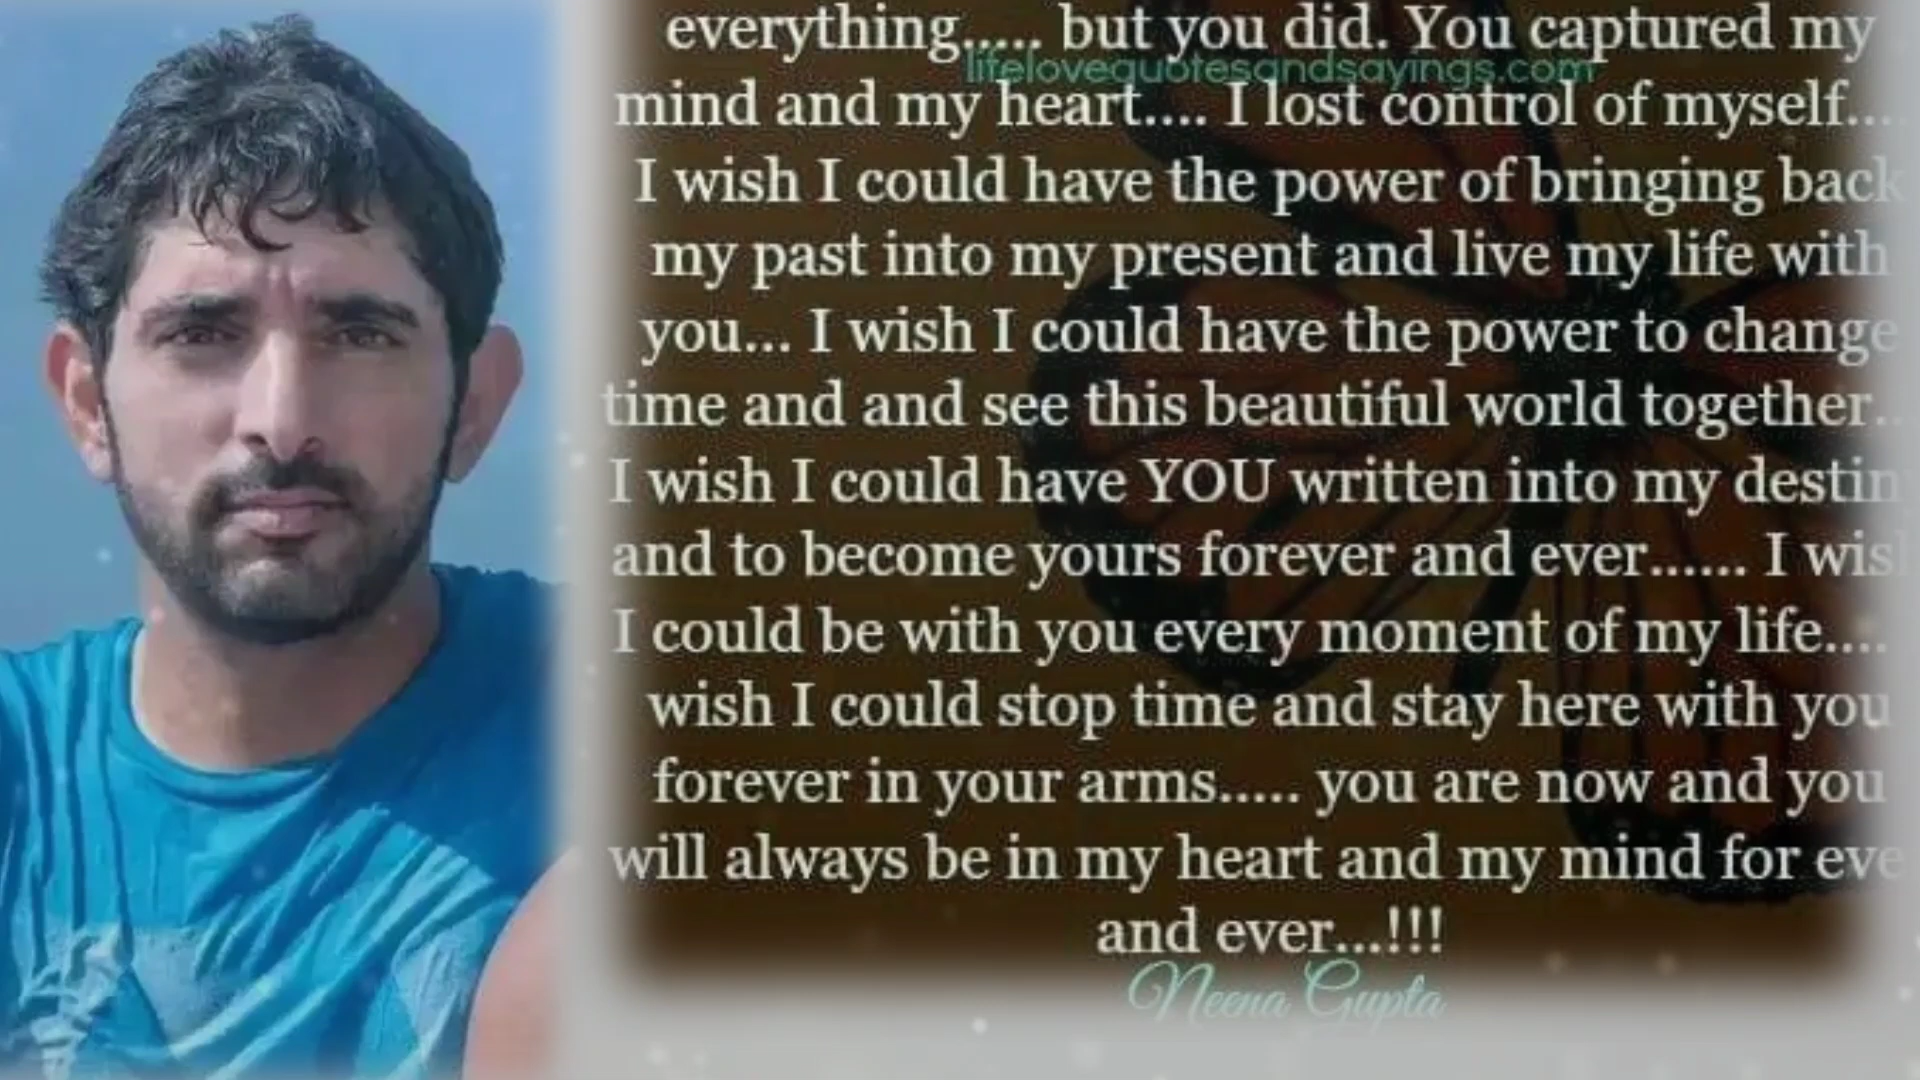 everything..... but you did. You captured my
lifelovequotesandsayings.com
mind and my heart.... I lost control of myself....
I wish I could have the power of bringing back
my past into my present and live my life with
you... I wish I could have the power to change
time and and see this beautiful world together..
I wish I could have YOU written into my destin
and to become yours forever and ever...... I wish
I could be with you every moment of my life....
wish I could stop time and stay here with you
forever in your arms..... you are now and you
will always be in my heart and my mind for eve
and ever...!!!
Neena Gupta